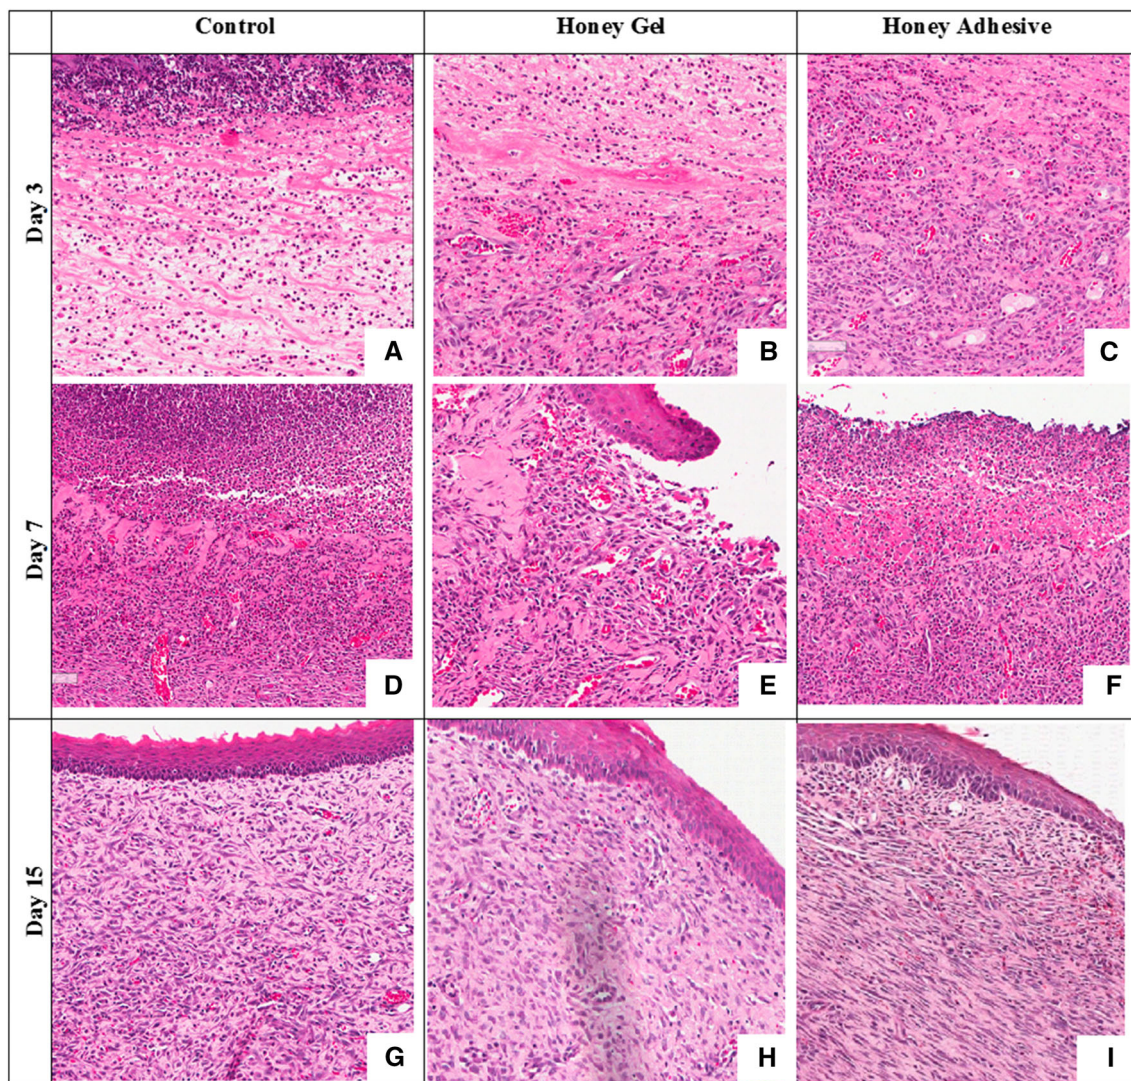 Control Honey Gel Honey Adhesive
Day 3
A B C
Day 7
D E F
Day 15
G H I